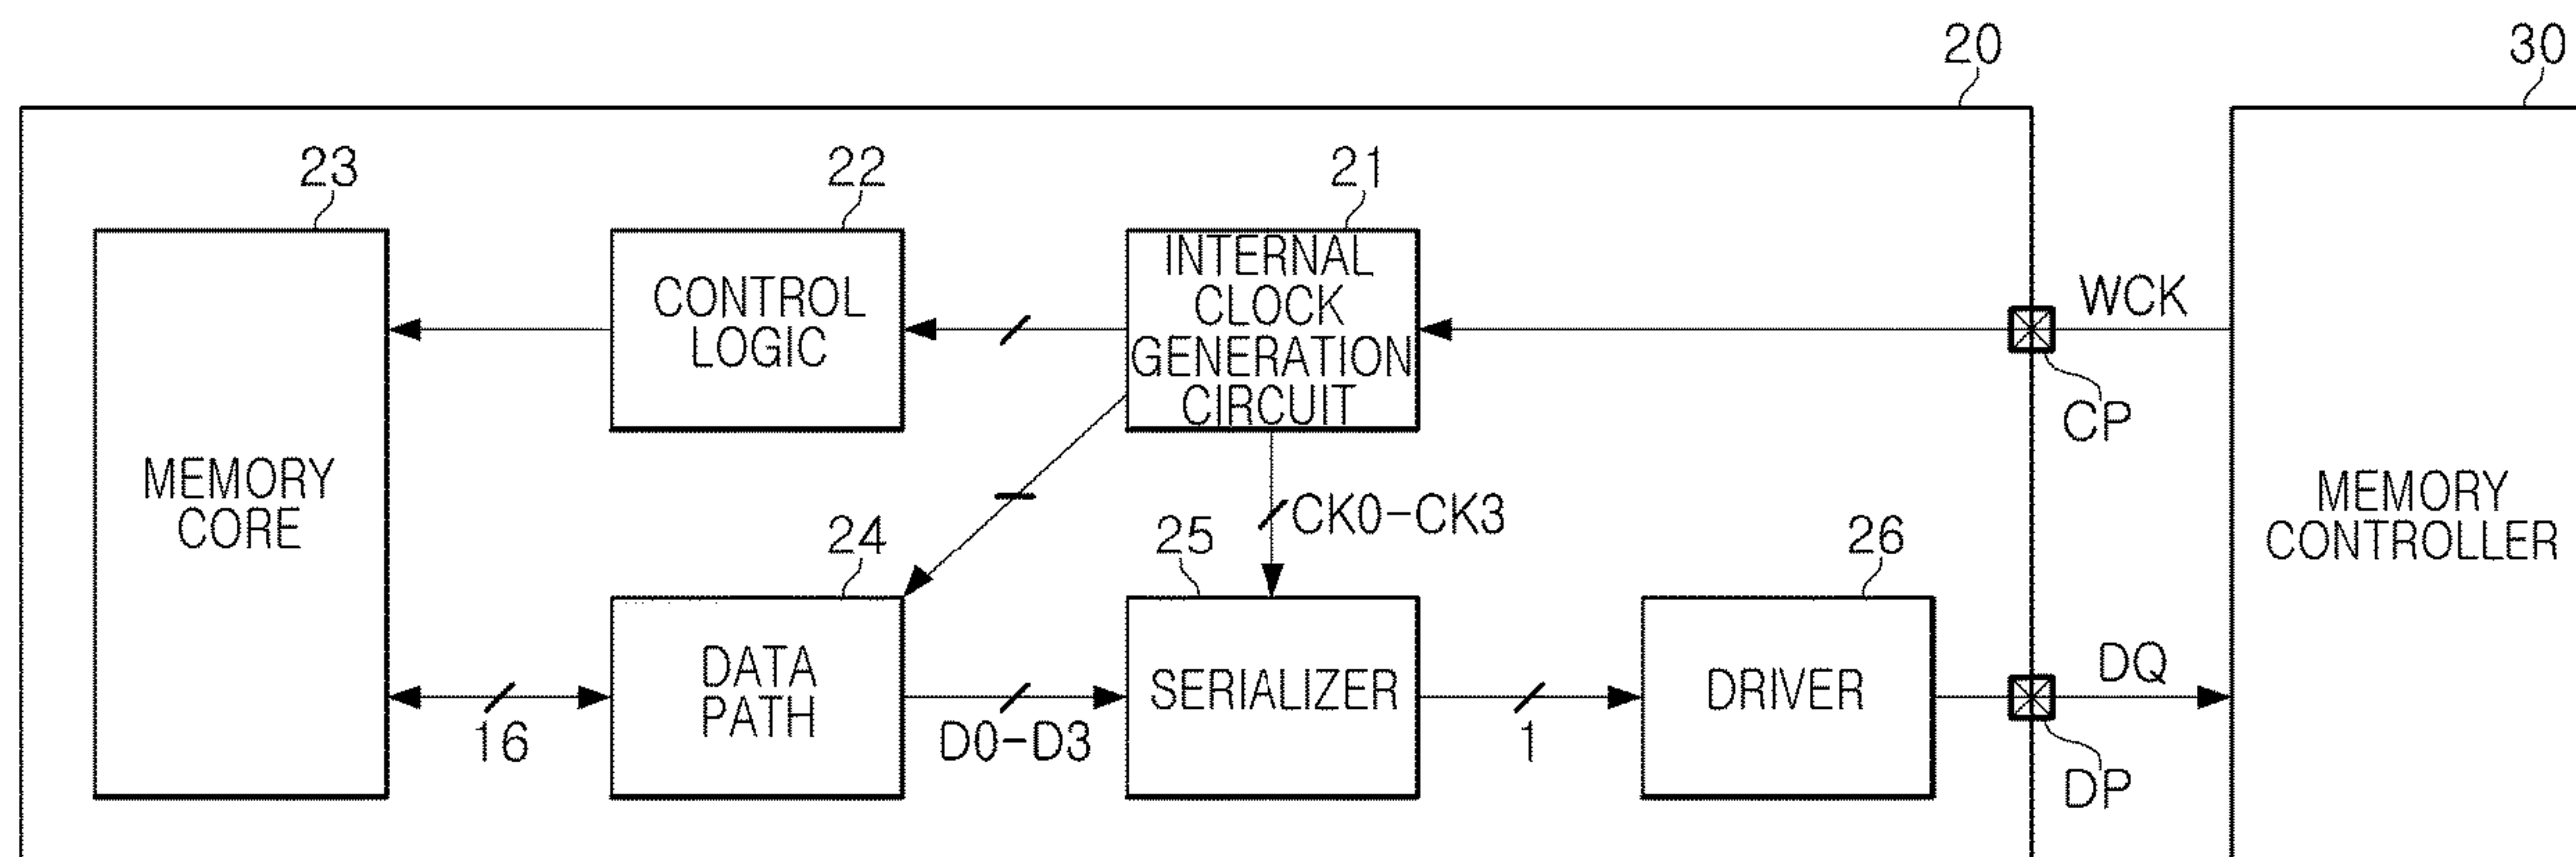 20
30
23
22
21
MEMORY
CORE
CONTROL
LOGIC
INTERNAL
CLOCK
GENERATION
CIRCUIT
WCK
CP
MEMORY
CONTROLLER
CK0-CK3
24
25
26
DATA
PATH
SERIALIZER
DRIVER
DQ
16
D0-D3
1
DP